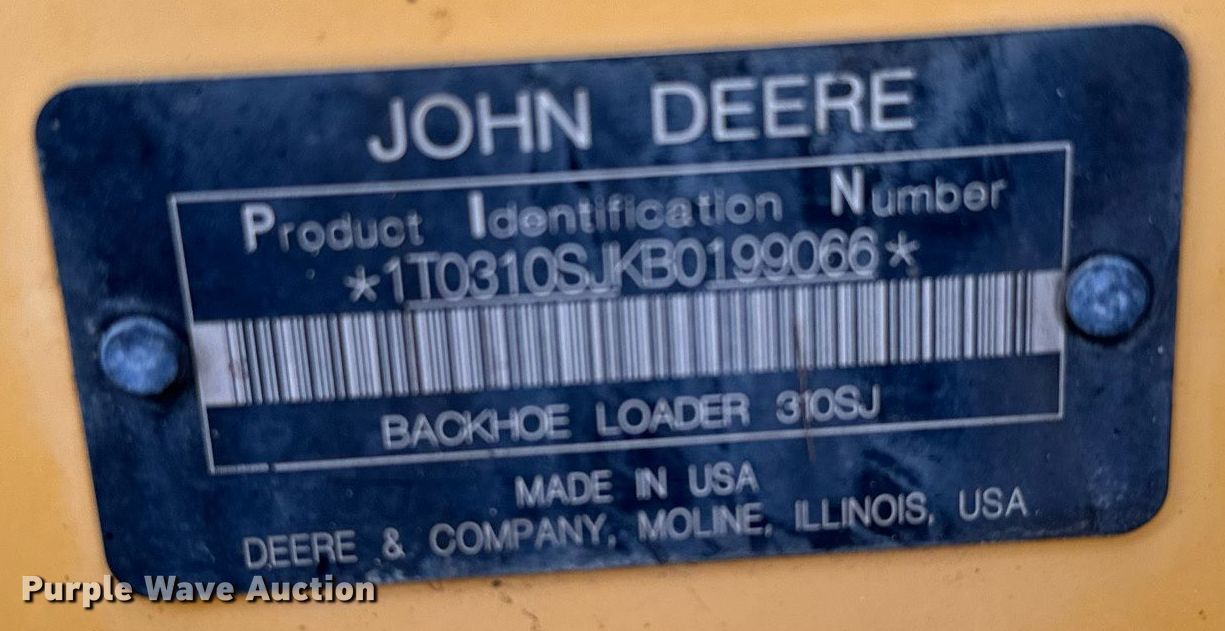 JOHN DEERE
Product Identification Number
*1T0310SJKB0199066*
BACKHOE LOADER 310SJ
MADE IN USA
DEERE & COMPANY, MOLINE, ILLINOIS, USA
Purple Wave Auction